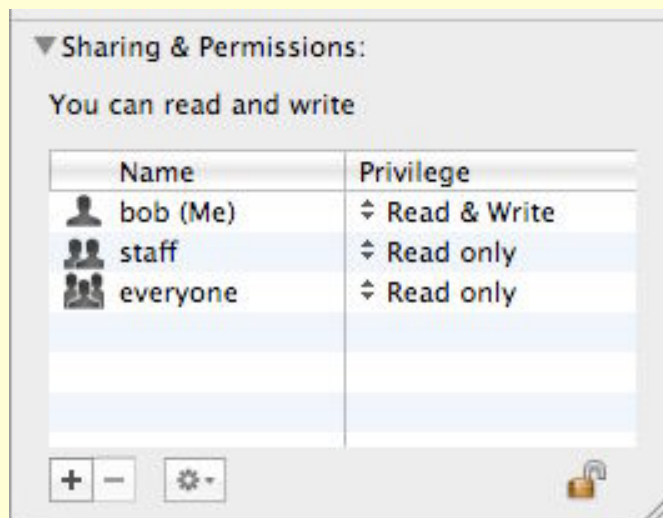 Sharing & Permissions:
You can read and write
Name Privilege
bob (Me) Read & Write
staff Read only
everyone Read only